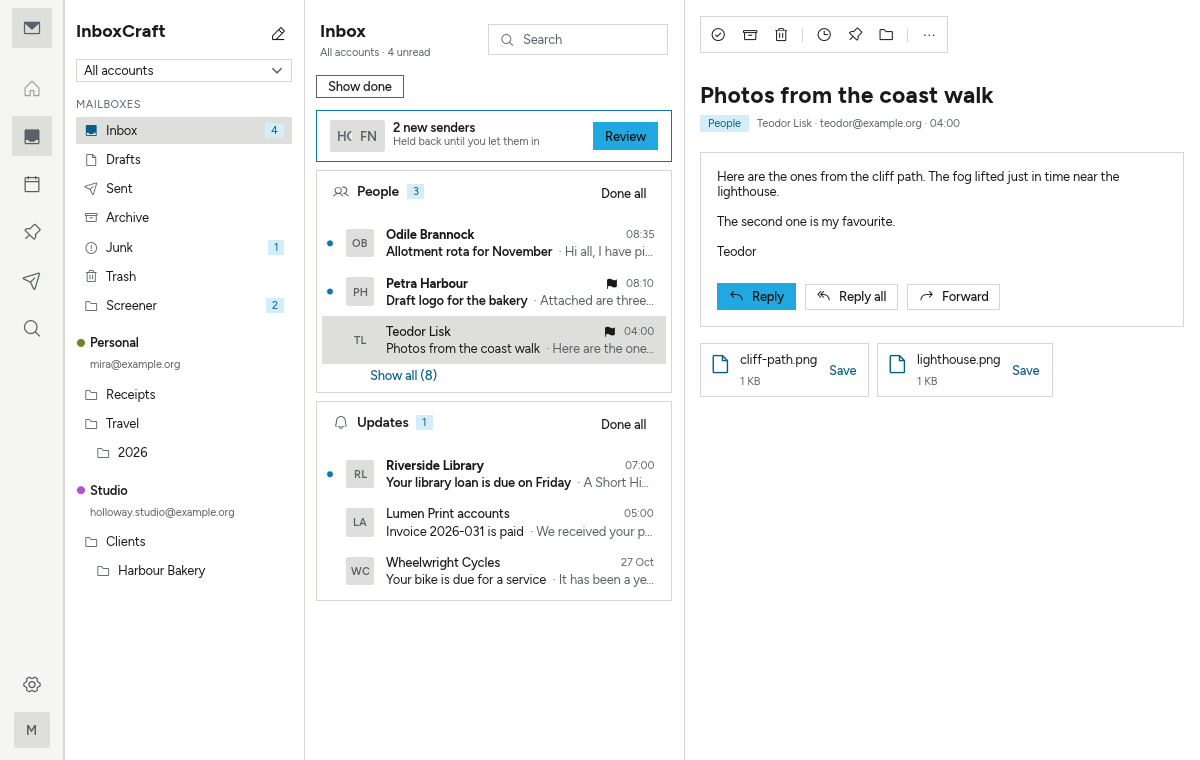 InboxCraft
All accounts
MAILBOXES
Inbox 4
Drafts
Sent
Archive
Junk 1
Trash
Screener 2
Personal
mira@example.org
Receipts
Travel
2026
Studio
holloway.studio@example.org
Clients
Harbour Bakery
M
Inbox
All accounts · 4 unread
Search
Show done
FN
2 new senders
Held back until you let them in
Review
People 3
Done all
OB
Odile Brannock 08:35
Allotment rota for November · Hi all, I have pi…
PH
Petra Harbour 08:10
Draft logo for the bakery · Attached are three…
TL
Teodor Lisk 04:00
Photos from the coast walk · Here are the one…
Show all (8)
Updates 1
Done all
RL
Riverside Library 07:00
Your library loan is due on Friday · A Short Hi…
LA
Lumen Print accounts 05:00
Invoice 2026-031 is paid · We received your p…
WC
Wheelwright Cycles 27 Oct
Your bike is due for a service · It has been a ye…
Photos from the coast walk
People Teodor Lisk · teodor@example.org · 04:00
Here are the ones from the cliff path. The fog lifted just in time near the
lighthouse.
The second one is my favourite.
Teodor
Reply
Reply all
Forward
cliff-path.png
1 KB
Save
lighthouse.png
1 KB
Save